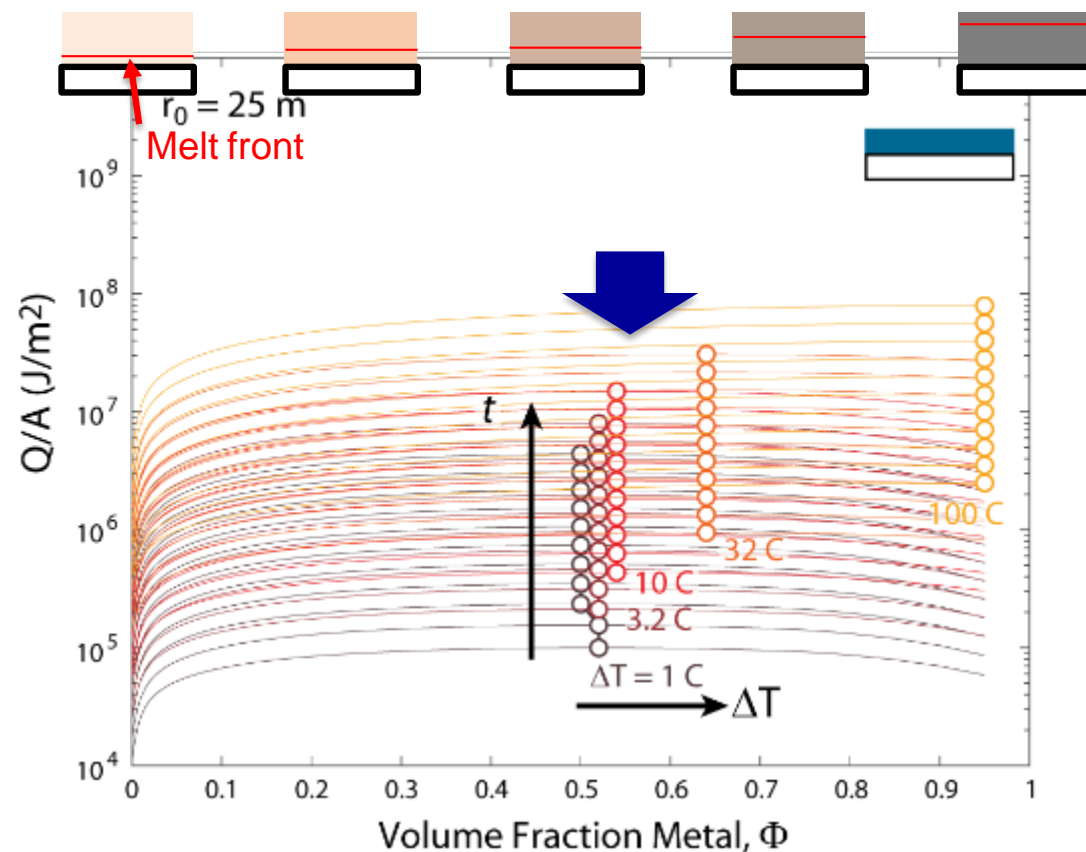 r₀ = 25 m
Melt front
10⁹
10⁸
10⁷
10⁶
10⁵
10⁴
Q/A (J/m²)
t
100 C
32 C
10 C
3.2 C
ΔT = 1 C
ΔT
0 0.1 0.2 0.3 0.4 0.5 0.6 0.7 0.8 0.9 1
Volume Fraction Metal, Φ